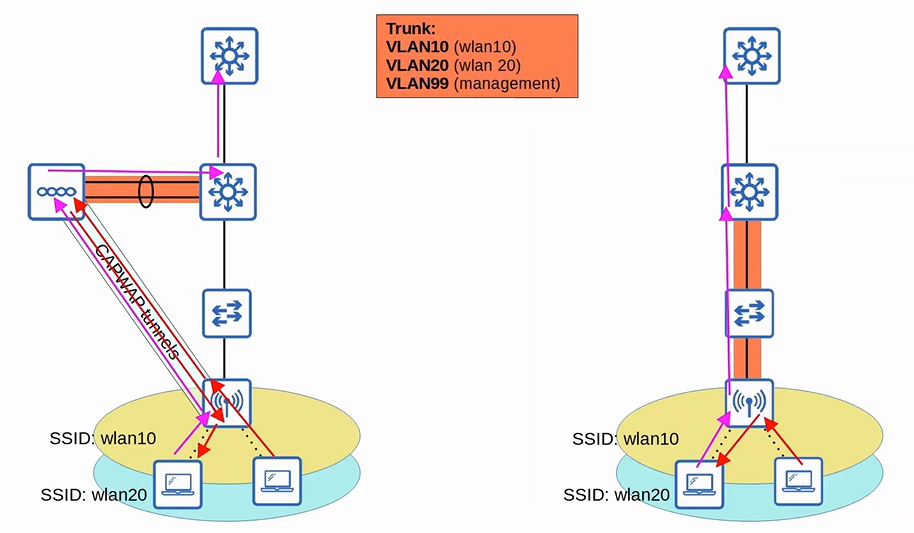 Trunk:
VLAN10 (wlan10)
VLAN20 (wlan 20)
VLAN99 (management)
CAPWAP tunnels
SSID: wlan10
SSID: wlan20
SSID: wlan10
SSID: wlan20